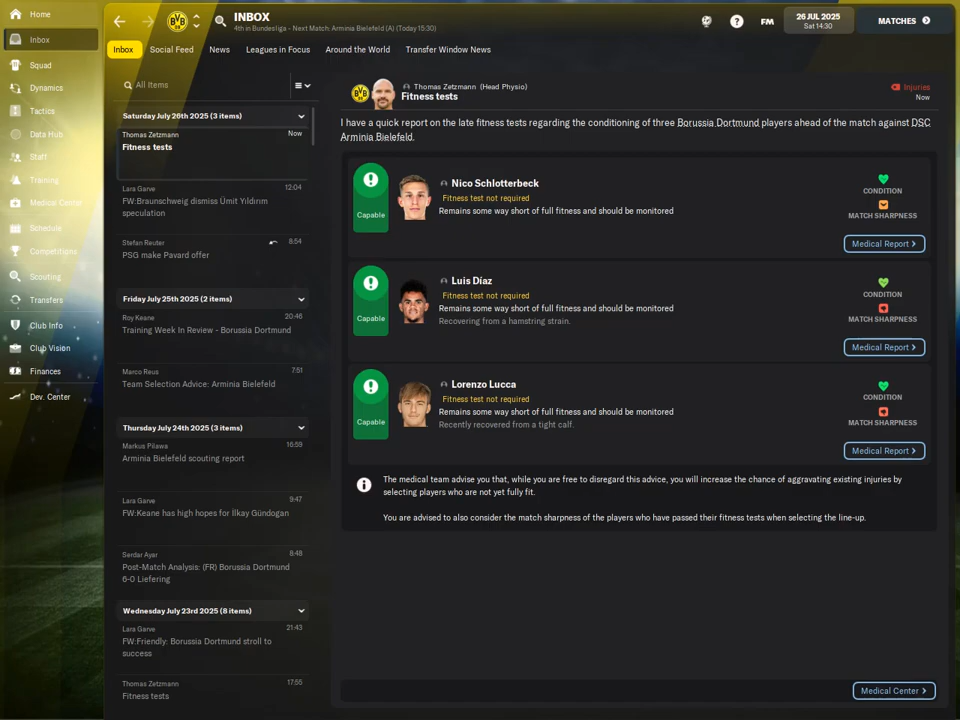 Home
Inbox
Squad
Dynamics
Tactics
Data Hub
Staff
Training
Medical Center
Schedule
Competitions
Scouting
Transfers
Club Info
Club Vision
Finances
Dev. Center
INBOX
4th in Bundesliga - Next Match: Arminia Bielefeld (A) (Today 15:30)
FM
26 JUL 2025
Sat 14:30
MATCHES
Inbox
Social Feed
News
Leagues in Focus
Around the World
Transfer Window News
All Items
Saturday July 26th 2025 (3 items)
Thomas Zetzmann
Now
Fitness tests
Lara Garve
12:04
FW:Braunschweig dismiss Ümit Yıldırım
speculation
Stefan Reuter
8:54
PSG make Pavard offer
Friday July 25th 2025 (2 items)
Roy Keane
20:46
Training Week In Review - Borussia Dortmund
Marco Reus
7:51
Team Selection Advice: Arminia Bielefeld
Thursday July 24th 2025 (3 items)
Markus Pilawa
16:59
Arminia Bielefeld scouting report
Lara Garve
9:47
FW:Keane has high hopes for İlkay Gündogan
Serdar Ayar
8:48
Post-Match Analysis: (FR) Borussia Dortmund
6-0 Liefering
Wednesday July 23rd 2025 (8 items)
Lara Garve
21:43
FW:Friendly: Borussia Dortmund stroll to
success
Thomas Zetzmann
17:55
Fitness tests
Thomas Zetzmann (Head Physio)
Fitness tests
Injuries
Now
I have a quick report on the late fitness tests regarding the conditioning of three Borussia Dortmund players ahead of the match against DSC
Arminia Bielefeld.
Capable
Nico Schlotterbeck
Fitness test not required
Remains some way short of full fitness and should be monitored
CONDITION
MATCH SHARPNESS
Medical Report
Capable
Luis Díaz
Fitness test not required
Remains some way short of full fitness and should be monitored
Recovering from a hamstring strain.
CONDITION
MATCH SHARPNESS
Medical Report
Capable
Lorenzo Lucca
Fitness test not required
Remains some way short of full fitness and should be monitored
Recently recovered from a tight calf.
CONDITION
MATCH SHARPNESS
Medical Report
The medical team advise you that, while you are free to disregard this advice, you will increase the chance of aggravating existing injuries by
selecting players who are not yet fully fit.
You are advised to also consider the match sharpness of the players who have passed their fitness tests when selecting the line-up.
Medical Center